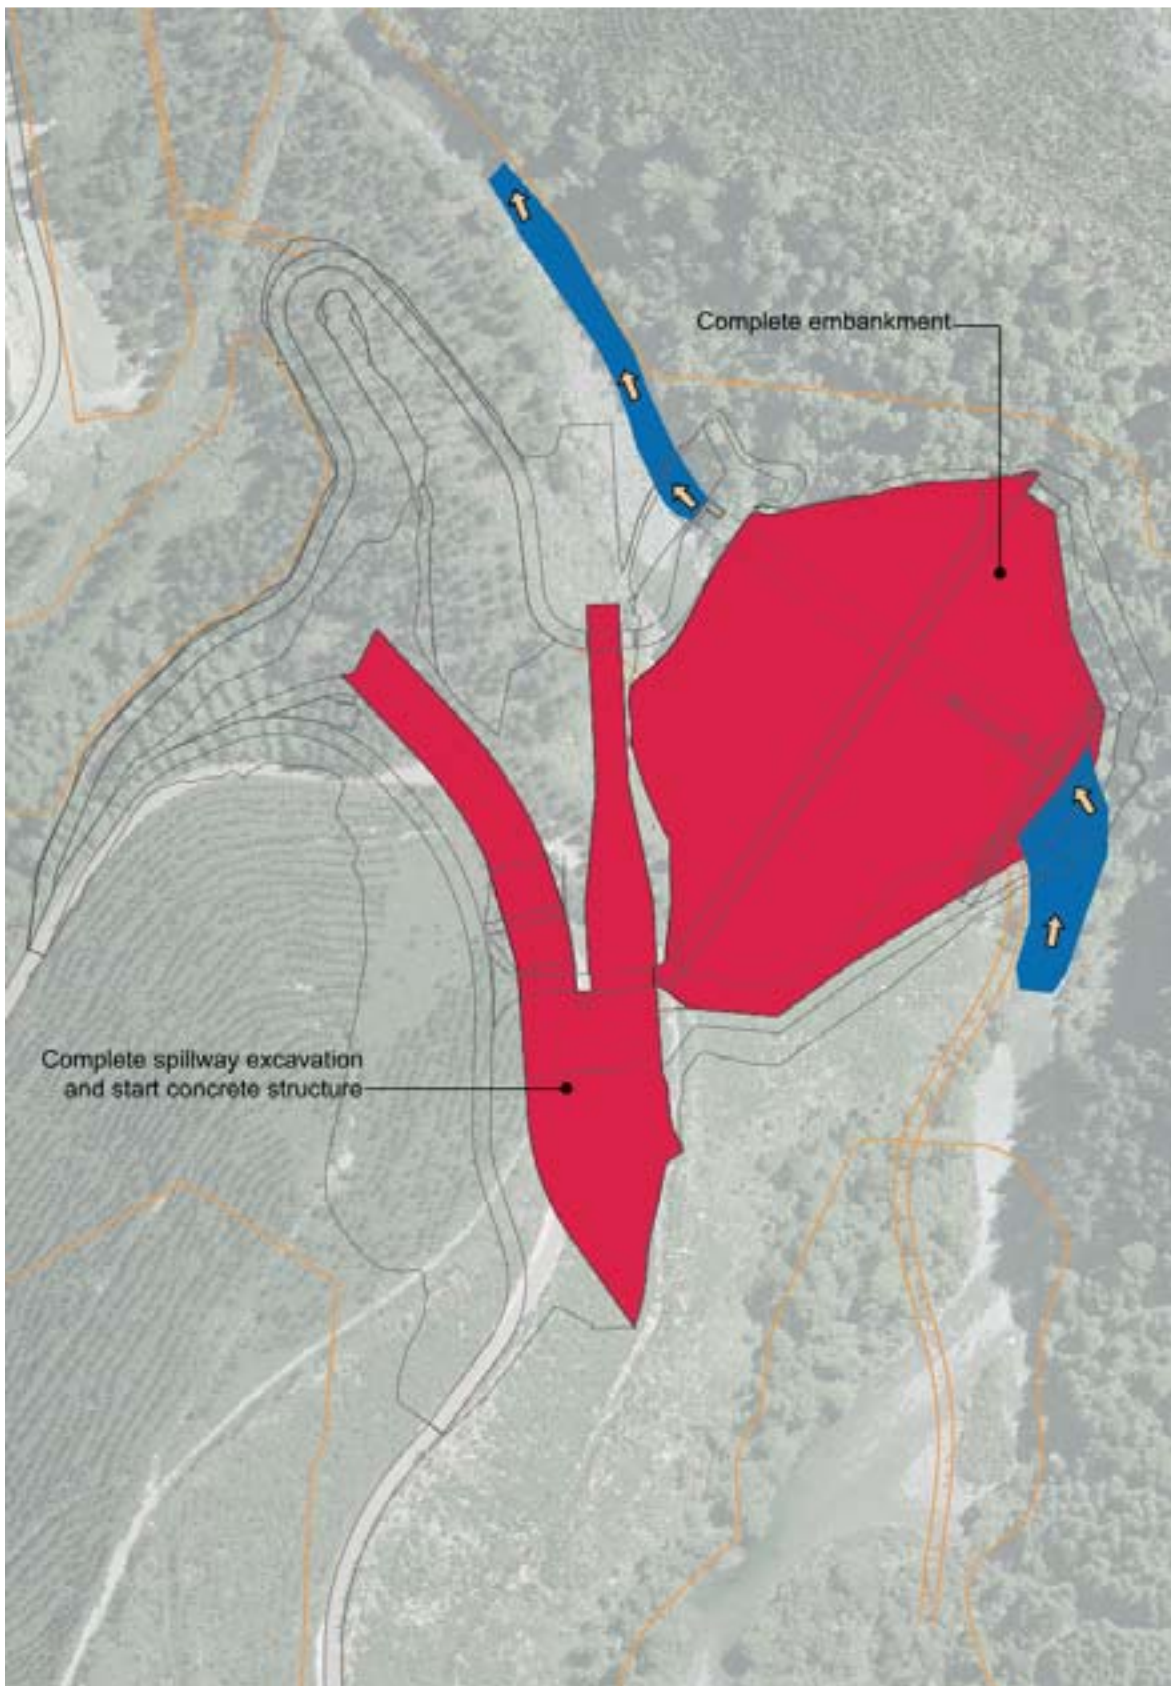 Complete embankment
Complete spillway excavation
and start concrete structure